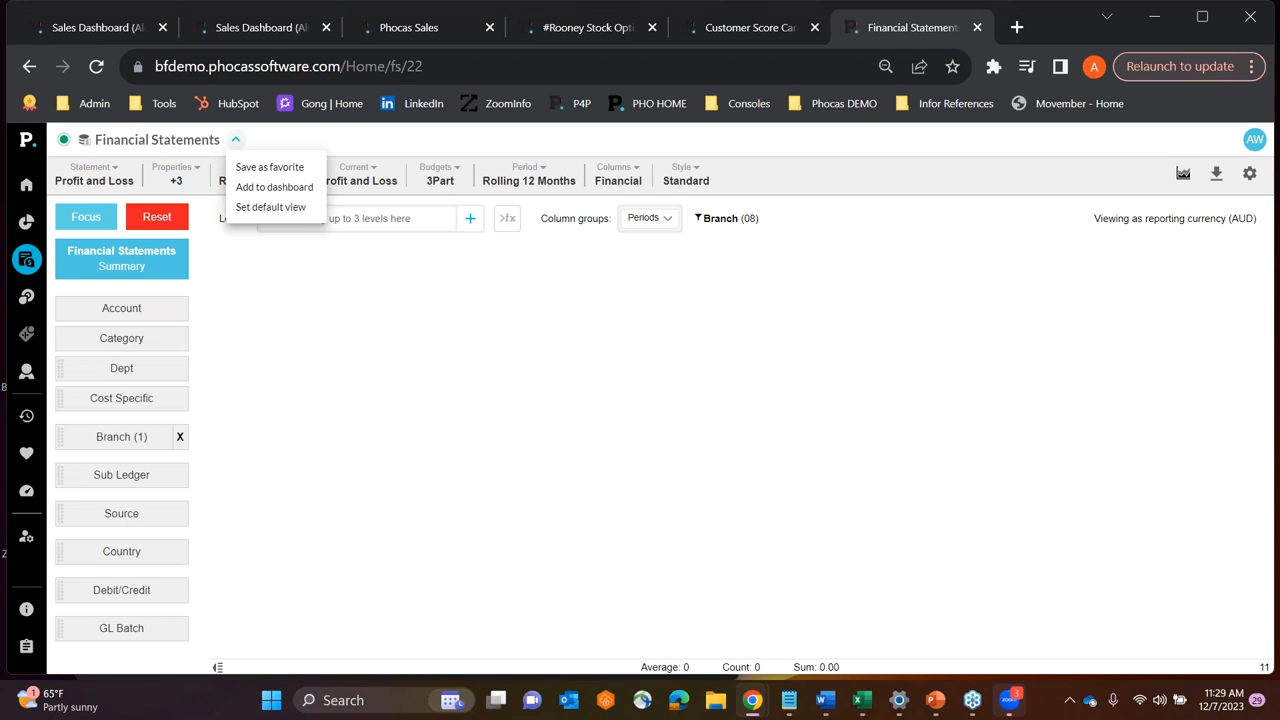 Sales Dashboard (A
Sales Dashboard (A
Phocas Sales
#Rooney Stock Opti
Customer Score Car
Financial Statement
bfdemo.phocassoftware.com/Home/fs/22
A
Relaunch to update
Admin
Tools
HubSpot
Gong | Home
LinkedIn
ZoomInfo
P4P
PHO HOME
Consoles
Phocas DEMO
Infor References
Movember - Home
P.
Financial Statements
AW
Save as favorite
Add to dashboard
Set default view
Statement
Profit and Loss
Properties
+3
Current
rofit and Loss
Budgets
3Part
Period
Rolling 12 Months
Columns
Financial
Style
Standard
Focus
Reset
up to 3 levels here
+
>fx
Column groups:
Periods
Branch (08)
Viewing as reporting currency (AUD)
Financial Statements
Summary
Account
Category
Dept
Cost Specific
Branch (1)
X
Sub Ledger
Source
Country
Debit/Credit
GL Batch
Average: 0
Count: 0
Sum: 0.00
11
1
65°F
Partly sunny
Search
3
11:29 AM
12/7/2023
29